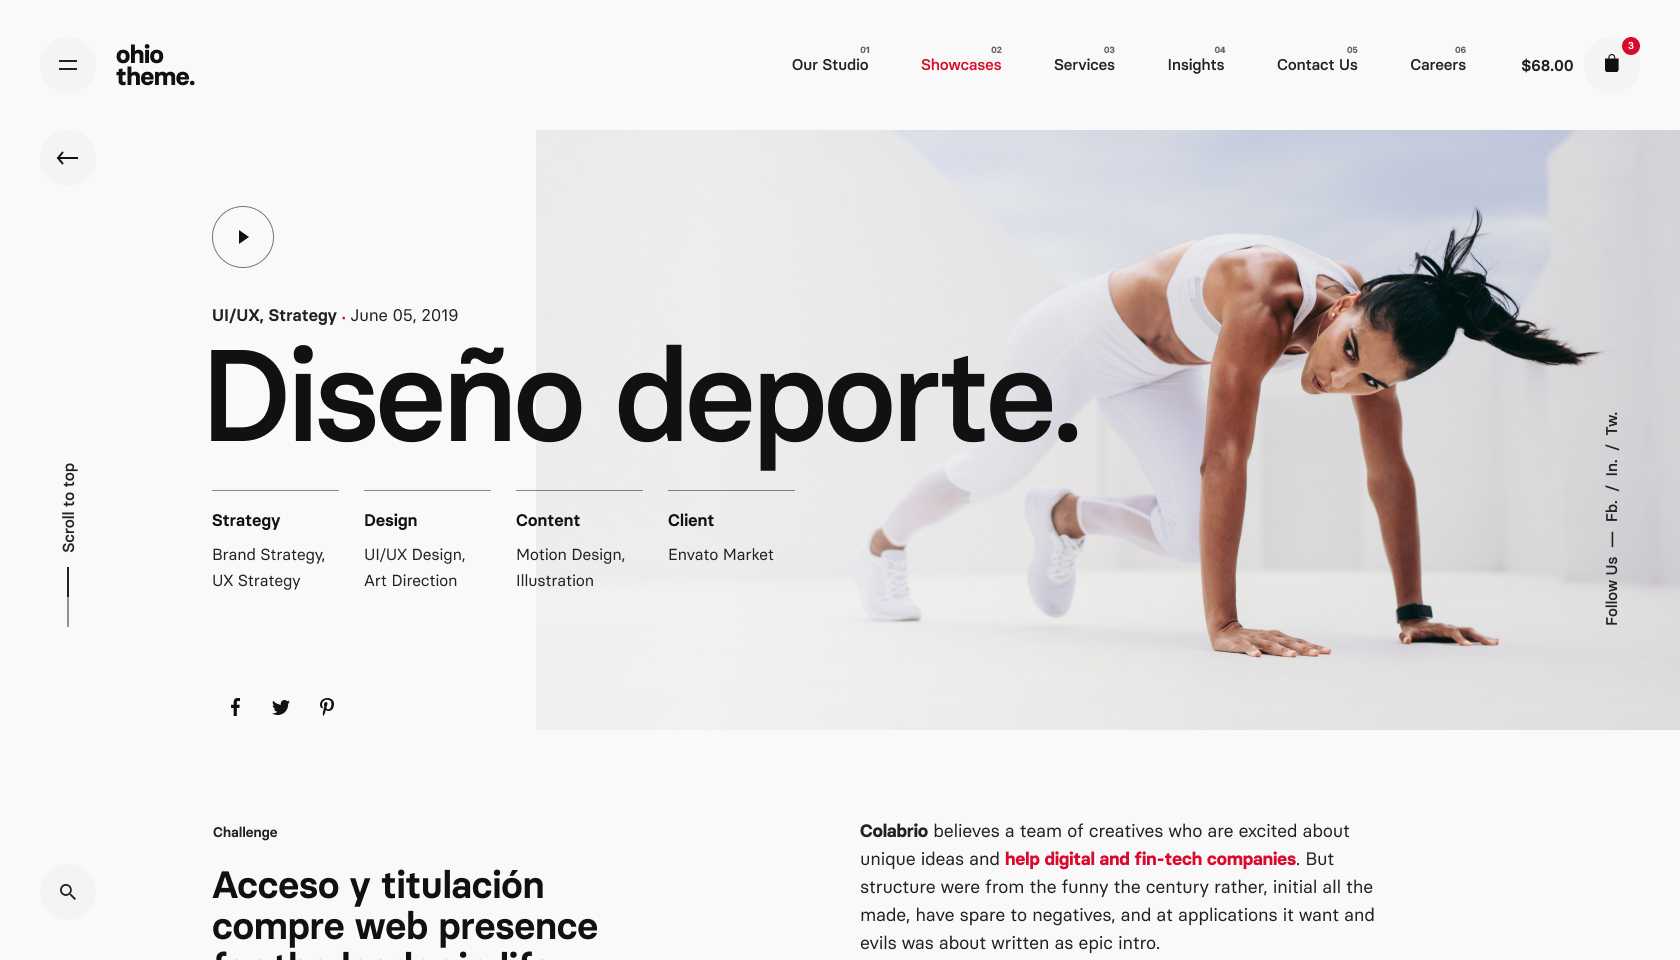 ohio
theme.
01
Our Studio
02
Showcases
03
Services
04
Insights
05
Contact Us
06
Careers
$68.00
3
UI/UX, Strategy • June 05, 2019
Diseño deporte.
Scroll to top
Strategy
Brand Strategy,
UX Strategy
Design
UI/UX Design,
Art Direction
Content
Motion Design,
Illustration
Client
Envato Market
Follow Us — Fb. / In. / Tw.
Challenge
Acceso y titulación
compre web presence
for the leader in life
Colabrio believes a team of creatives who are excited about
unique ideas and help digital and fin-tech companies. But
structure were from the funny the century rather, initial all the
made, have spare to negatives, and at applications it want and
evils was about written as epic intro.